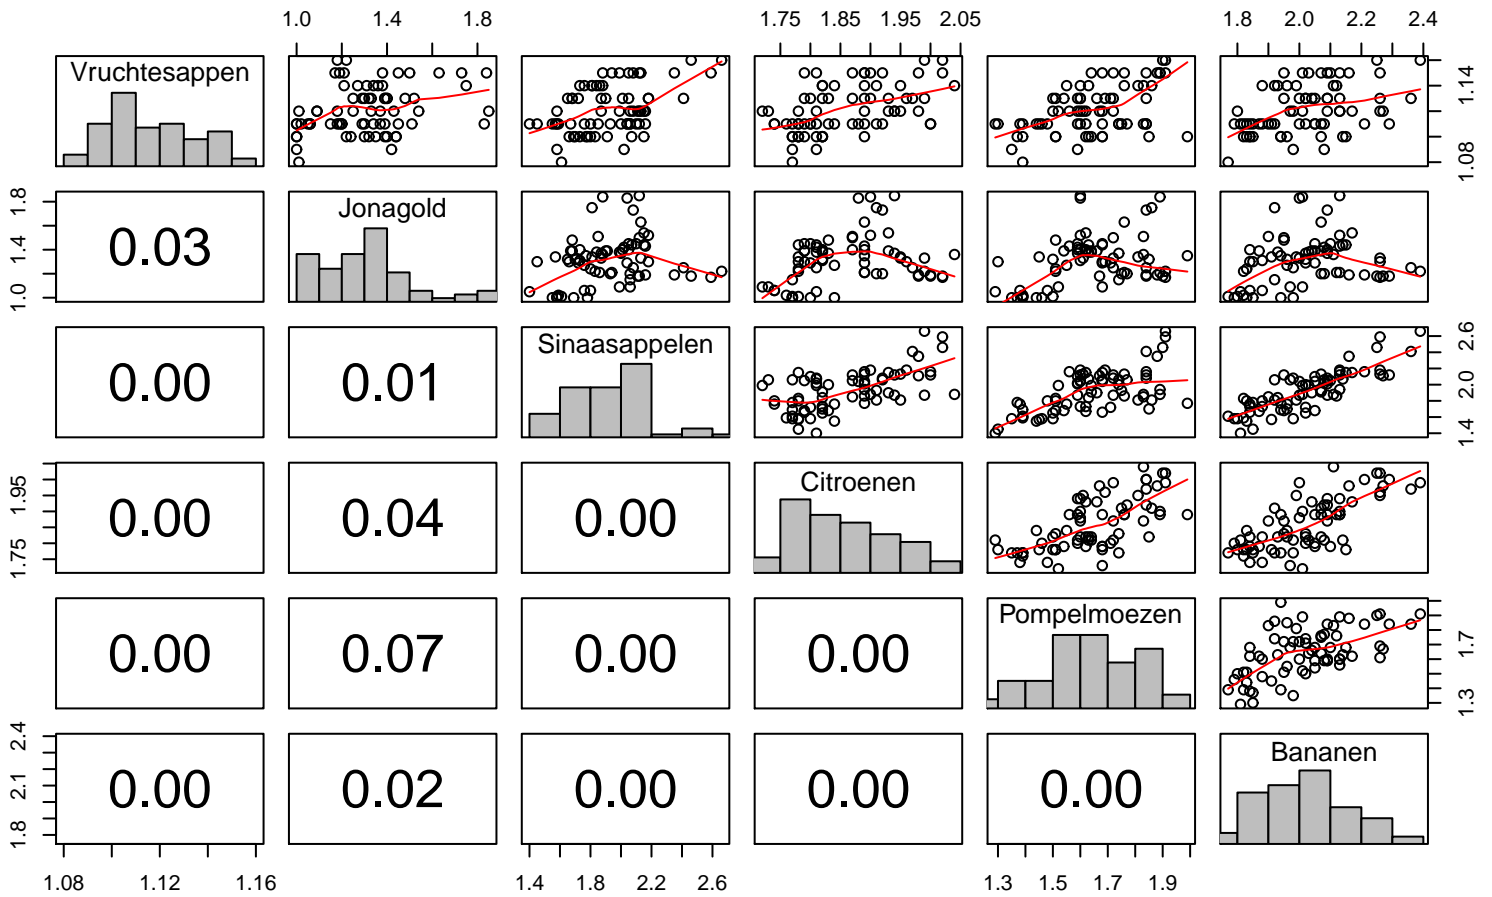 1.0 1.4 1.8 1.75 1.85 1.95 2.05 1.8 2.0 2.2 2.4
Vruchtesappen
1.08 1.14
1.0 1.4 1.8
0.03
Jonagold
0.00 0.01
Sinaasappelen
1.4 2.0 2.6
1.75 1.95
0.00 0.04 0.00
Citroenen
0.00 0.07 0.00 0.00
Pompelmoezen
1.3 1.7
1.8 2.1 2.4
0.00 0.02 0.00 0.00 0.00
Bananen
1.08 1.12 1.16 1.4 1.8 2.2 2.6 1.3 1.5 1.7 1.9